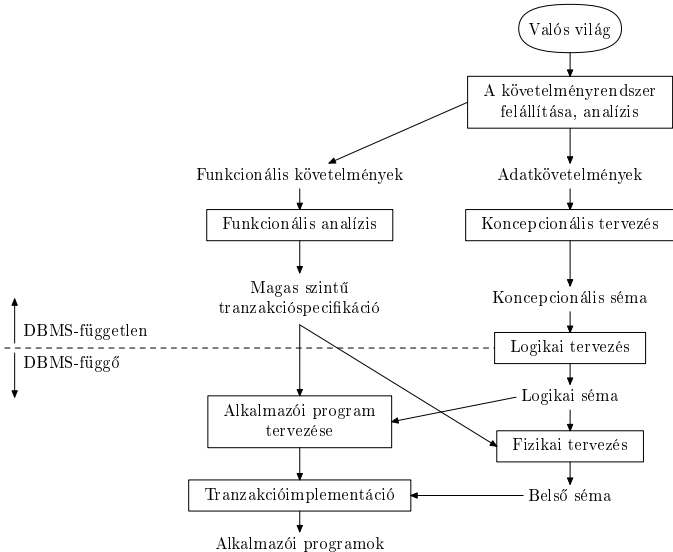 Valós világ
A követelményrendszer
felállítása, analízis
Funkcionális követelmények
Adatkövetelmények
Funkcionális analízis
Koncepcionális tervezés
Magas szintű
tranzakcióspecifikáció
Koncepcionális séma
DBMS-független
Logikai tervezés
DBMS-függő
Logikai séma
Alkalmazói program
tervezése
Fizikai tervezés
Tranzakcióimplementáció
Belső séma
Alkalmazói programok